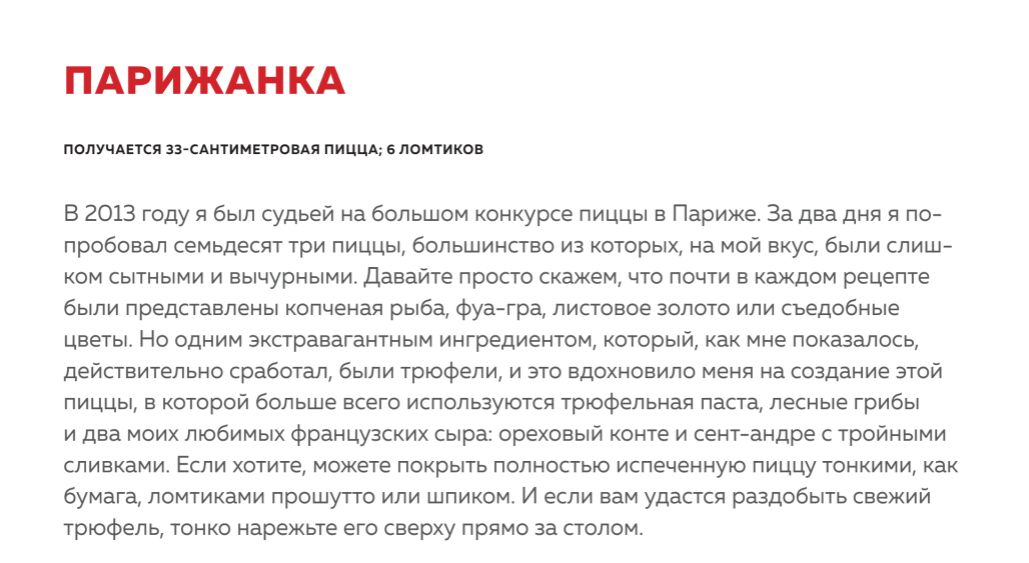 ПАРИЖАНКА
ПОЛУЧАЕТСЯ 33-САНТИМЕТРОВАЯ ПИЦЦА; 6 ЛОМТИКОВ
В 2013 году я был судьей на большом конкурсе пиццы в Париже. За два дня я по-
пробовал семьдесят три пиццы, большинство из которых, на мой вкус, были слиш-
ком сытными и вычурными. Давайте просто скажем, что почти в каждом рецепте
были представлены копченая рыба, фуа-гра, листовое золото или съедобные
цветы. Но одним экстравагантным ингредиентом, который, как мне показалось,
действительно сработал, были трюфели, и это вдохновило меня на создание этой
пиццы, в которой больше всего используются трюфельная паста, лесные грибы
и два моих любимых французских сыра: ореховый конте и сент-андре с тройными
сливками. Если хотите, можете покрыть полностью испеченную пиццу тонкими, как
бумага, ломтиками прошутто или шпиком. И если вам удастся раздобыть свежий
трюфель, тонко нарежьте его сверху прямо за столом.